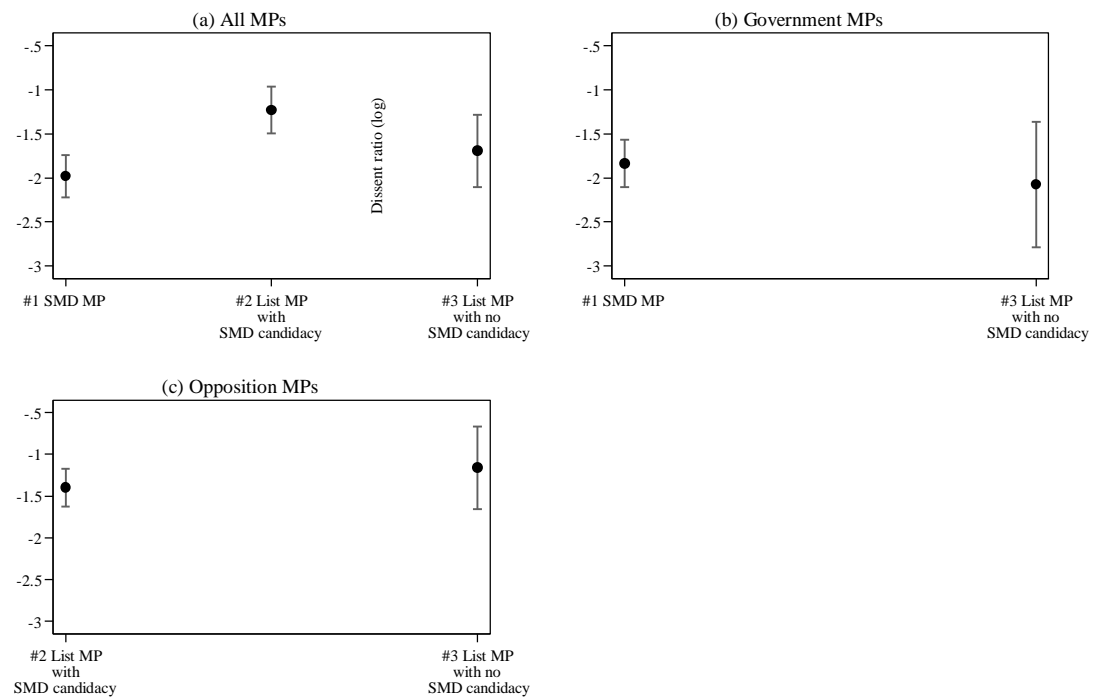 (a) All MPs
-.5
-1
-1.5
-2
-2.5
-3
Dissent ratio (log)
#1 SMD MP
#2 List MP
with
SMD candidacy
#3 List MP
with no
SMD candidacy
(b) Government MPs
-.5
-1
-1.5
-2
-2.5
-3
#1 SMD MP
#3 List MP
with no
SMD candidacy
(c) Opposition MPs
-.5
-1
-1.5
-2
-2.5
-3
#2 List MP
with
SMD candidacy
#3 List MP
with no
SMD candidacy